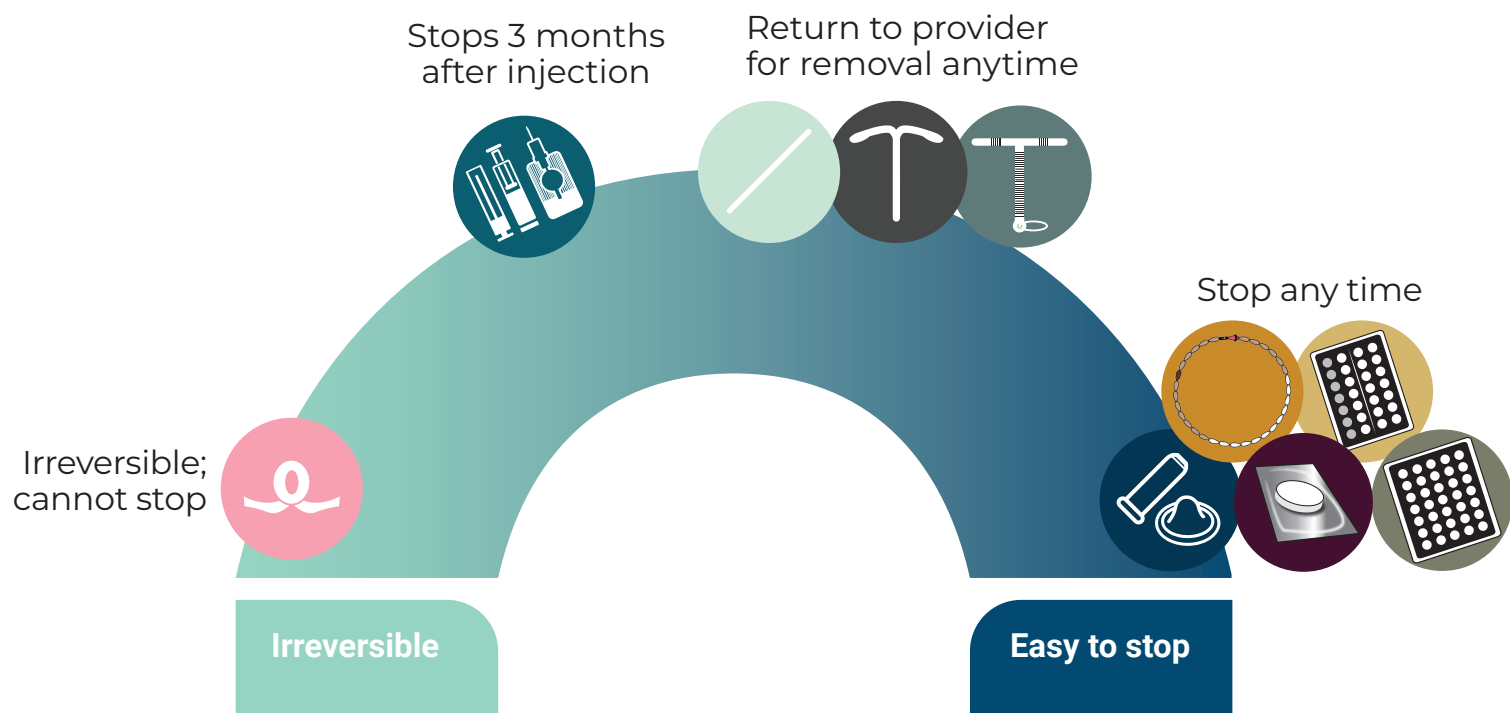 Stops 3 months
after injection
Return to provider
for removal anytime
Stop any time
Irreversible;
cannot stop
Irreversible
Easy to stop